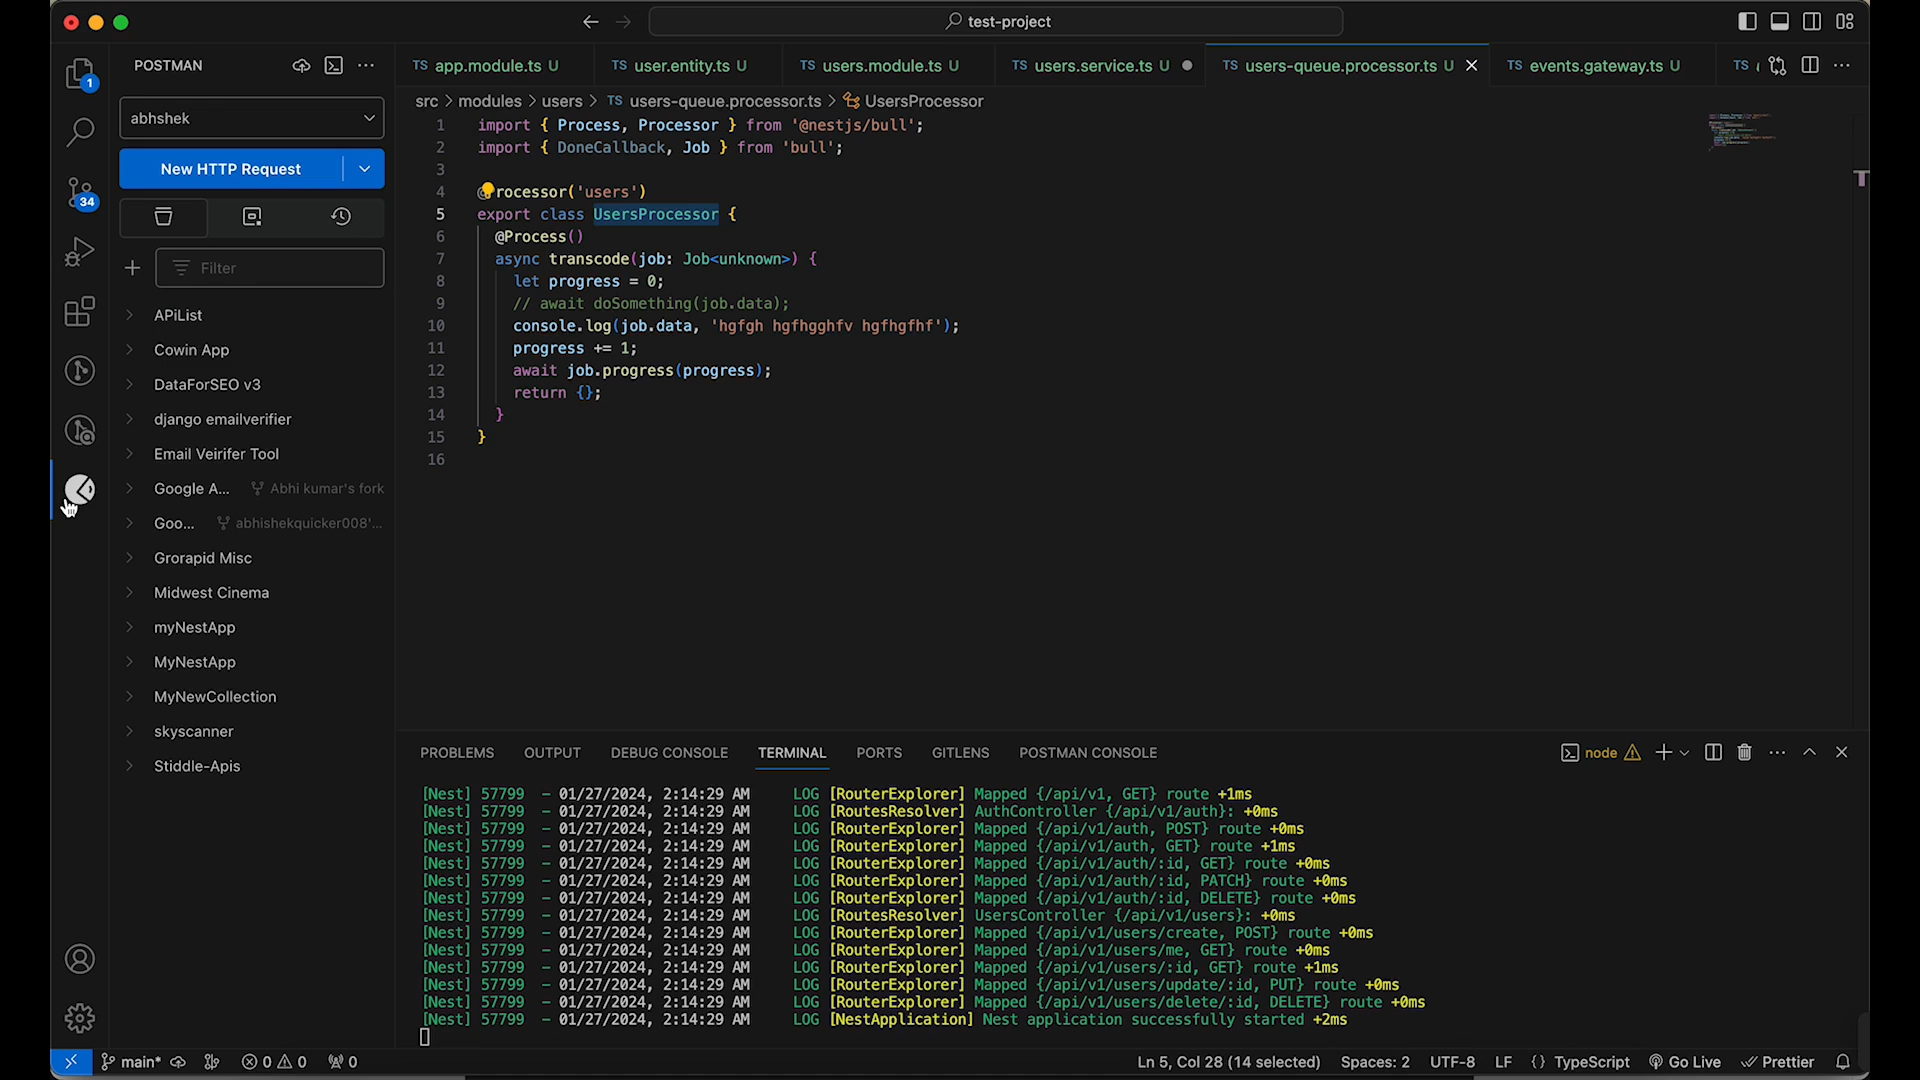 test-project
POSTMAN
abhshek
New HTTP Request
Filter
APiList
Cowin App
DataForSEO v3
django emailverifier
Email Veirifer Tool
Google A... Abhi kumar's fork
Goo... abhishekquicker008'...
Grorapid Misc
Midwest Cinema
myNestApp
MyNestApp
MyNewCollection
skyscanner
Stiddle-Apis
1
34
TS app.module.ts U
TS user.entity.ts U
TS users.module.ts U
TS users.service.ts U
TS users-queue.processor.ts U
TS events.gateway.ts U
TS
src > modules > users > TS users-queue.processor.ts > UsersProcessor
1 import { Process, Processor } from '@nestjs/bull';
2 import { DoneCallback, Job } from 'bull';
3
4 @Processor('users')
5 export class UsersProcessor {
6 @Process()
7 async transcode(job: Job<unknown>) {
8 let progress = 0;
9 // await doSomething(job.data);
10 console.log(job.data, 'hgfgh hgfhgghfv hgfhgfhf');
11 progress += 1;
12 await job.progress(progress);
13 return {};
14 }
15 }
16
PROBLEMS OUTPUT DEBUG CONSOLE TERMINAL PORTS GITLENS POSTMAN CONSOLE
node
[Nest] 57799 - 01/27/2024, 2:14:29 AM LOG [RouterExplorer] Mapped {/api/v1, GET} route +1ms
[Nest] 57799 - 01/27/2024, 2:14:29 AM LOG [RoutesResolver] AuthController {/api/v1/auth}: +0ms
[Nest] 57799 - 01/27/2024, 2:14:29 AM LOG [RouterExplorer] Mapped {/api/v1/auth, POST} route +0ms
[Nest] 57799 - 01/27/2024, 2:14:29 AM LOG [RouterExplorer] Mapped {/api/v1/auth, GET} route +1ms
[Nest] 57799 - 01/27/2024, 2:14:29 AM LOG [RouterExplorer] Mapped {/api/v1/auth/:id, GET} route +0ms
[Nest] 57799 - 01/27/2024, 2:14:29 AM LOG [RouterExplorer] Mapped {/api/v1/auth/:id, PATCH} route +0ms
[Nest] 57799 - 01/27/2024, 2:14:29 AM LOG [RouterExplorer] Mapped {/api/v1/auth/:id, DELETE} route +0ms
[Nest] 57799 - 01/27/2024, 2:14:29 AM LOG [RoutesResolver] UsersController {/api/v1/users}: +0ms
[Nest] 57799 - 01/27/2024, 2:14:29 AM LOG [RouterExplorer] Mapped {/api/v1/users/create, POST} route +0ms
[Nest] 57799 - 01/27/2024, 2:14:29 AM LOG [RouterExplorer] Mapped {/api/v1/users/me, GET} route +0ms
[Nest] 57799 - 01/27/2024, 2:14:29 AM LOG [RouterExplorer] Mapped {/api/v1/users/:id, GET} route +1ms
[Nest] 57799 - 01/27/2024, 2:14:29 AM LOG [RouterExplorer] Mapped {/api/v1/users/update/:id, PUT} route +0ms
[Nest] 57799 - 01/27/2024, 2:14:29 AM LOG [RouterExplorer] Mapped {/api/v1/users/delete/:id, DELETE} route +0ms
[Nest] 57799 - 01/27/2024, 2:14:29 AM LOG [NestApplication] Nest application successfully started +2ms
main* 0 0 0 Ln 5, Col 28 (14 selected) Spaces: 2 UTF-8 LF {} TypeScript Go Live Prettier